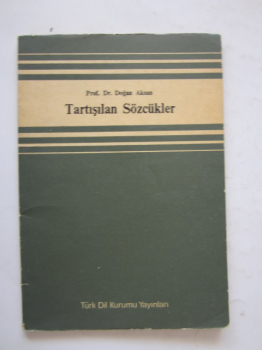 Prof. Dr. Doğan Aksan
Tartışılan Sözcükler
Türk Dil Kurumu Yayınları